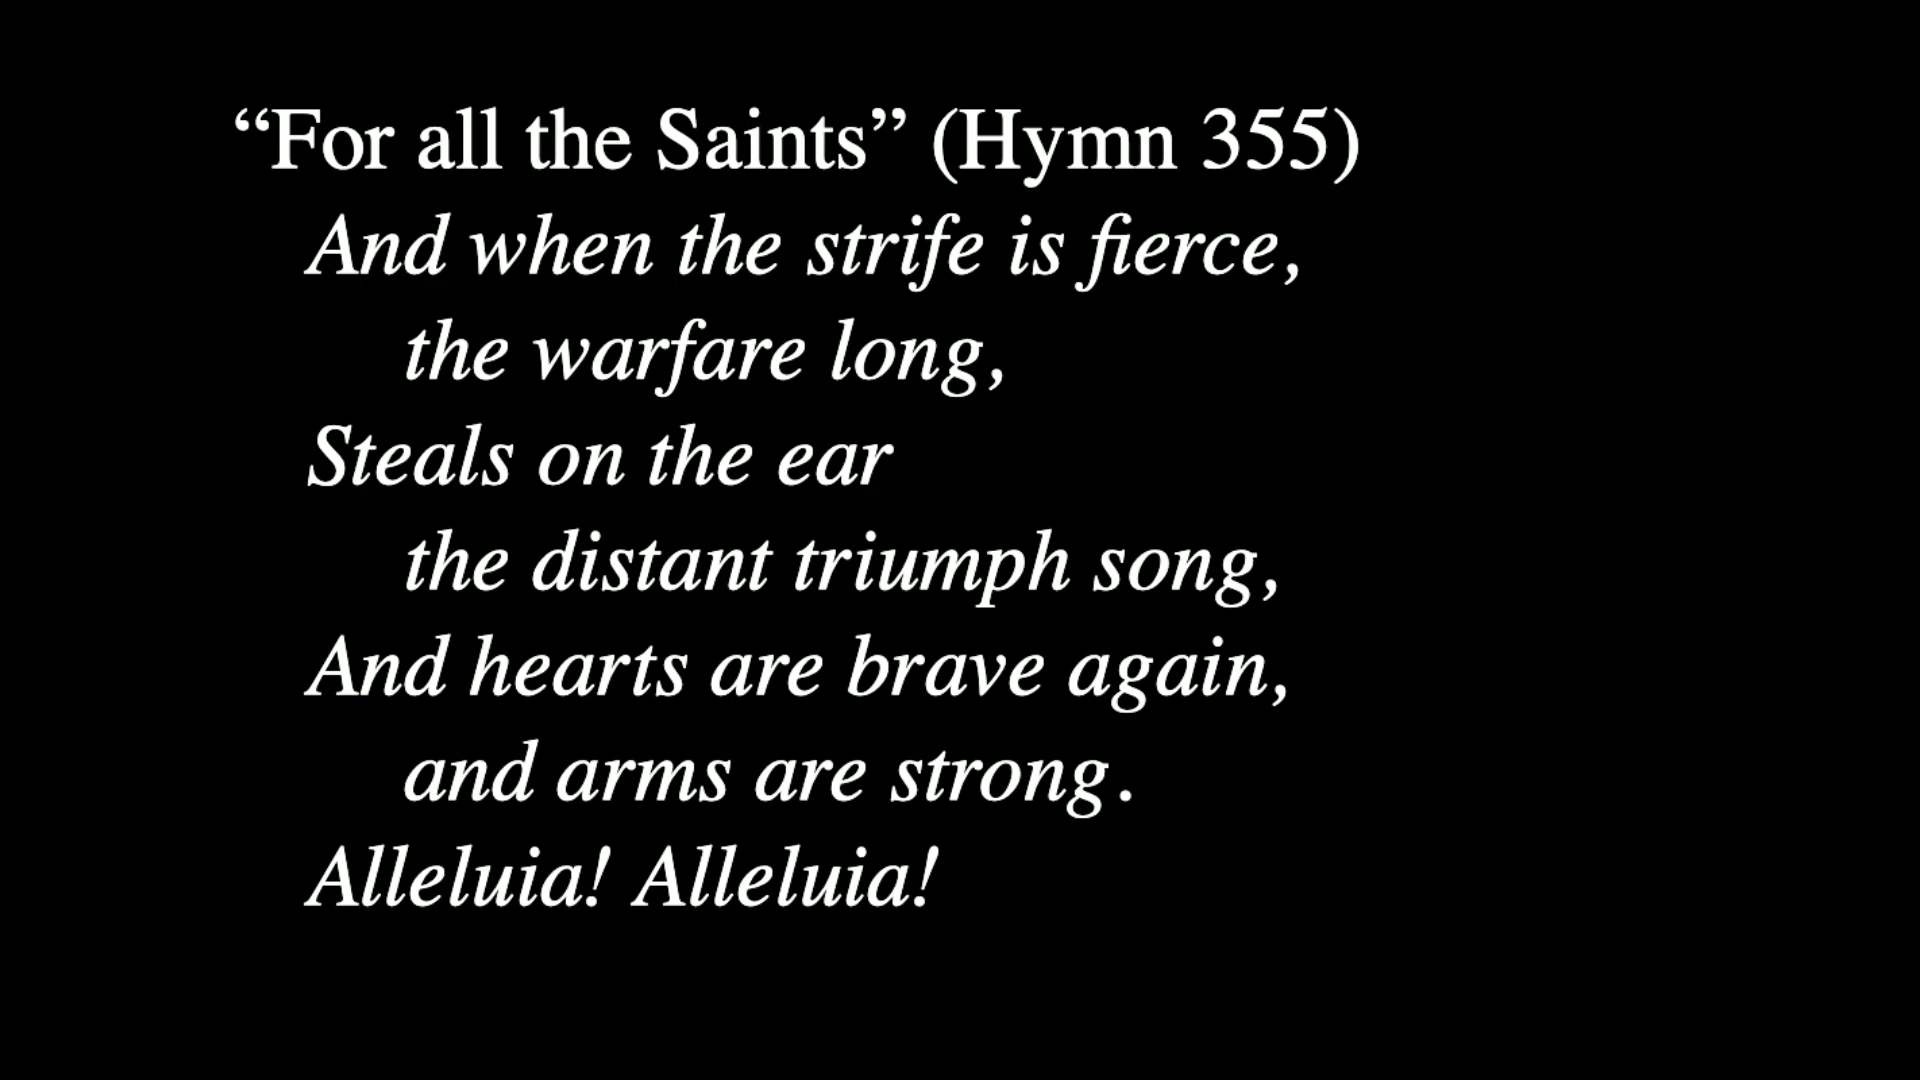 “For all the Saints” (Hymn 355)
And when the strife is fierce,
the warfare long,
Steals on the ear
the distant triumph song,
And hearts are brave again,
and arms are strong.
Alleluia! Alleluia!